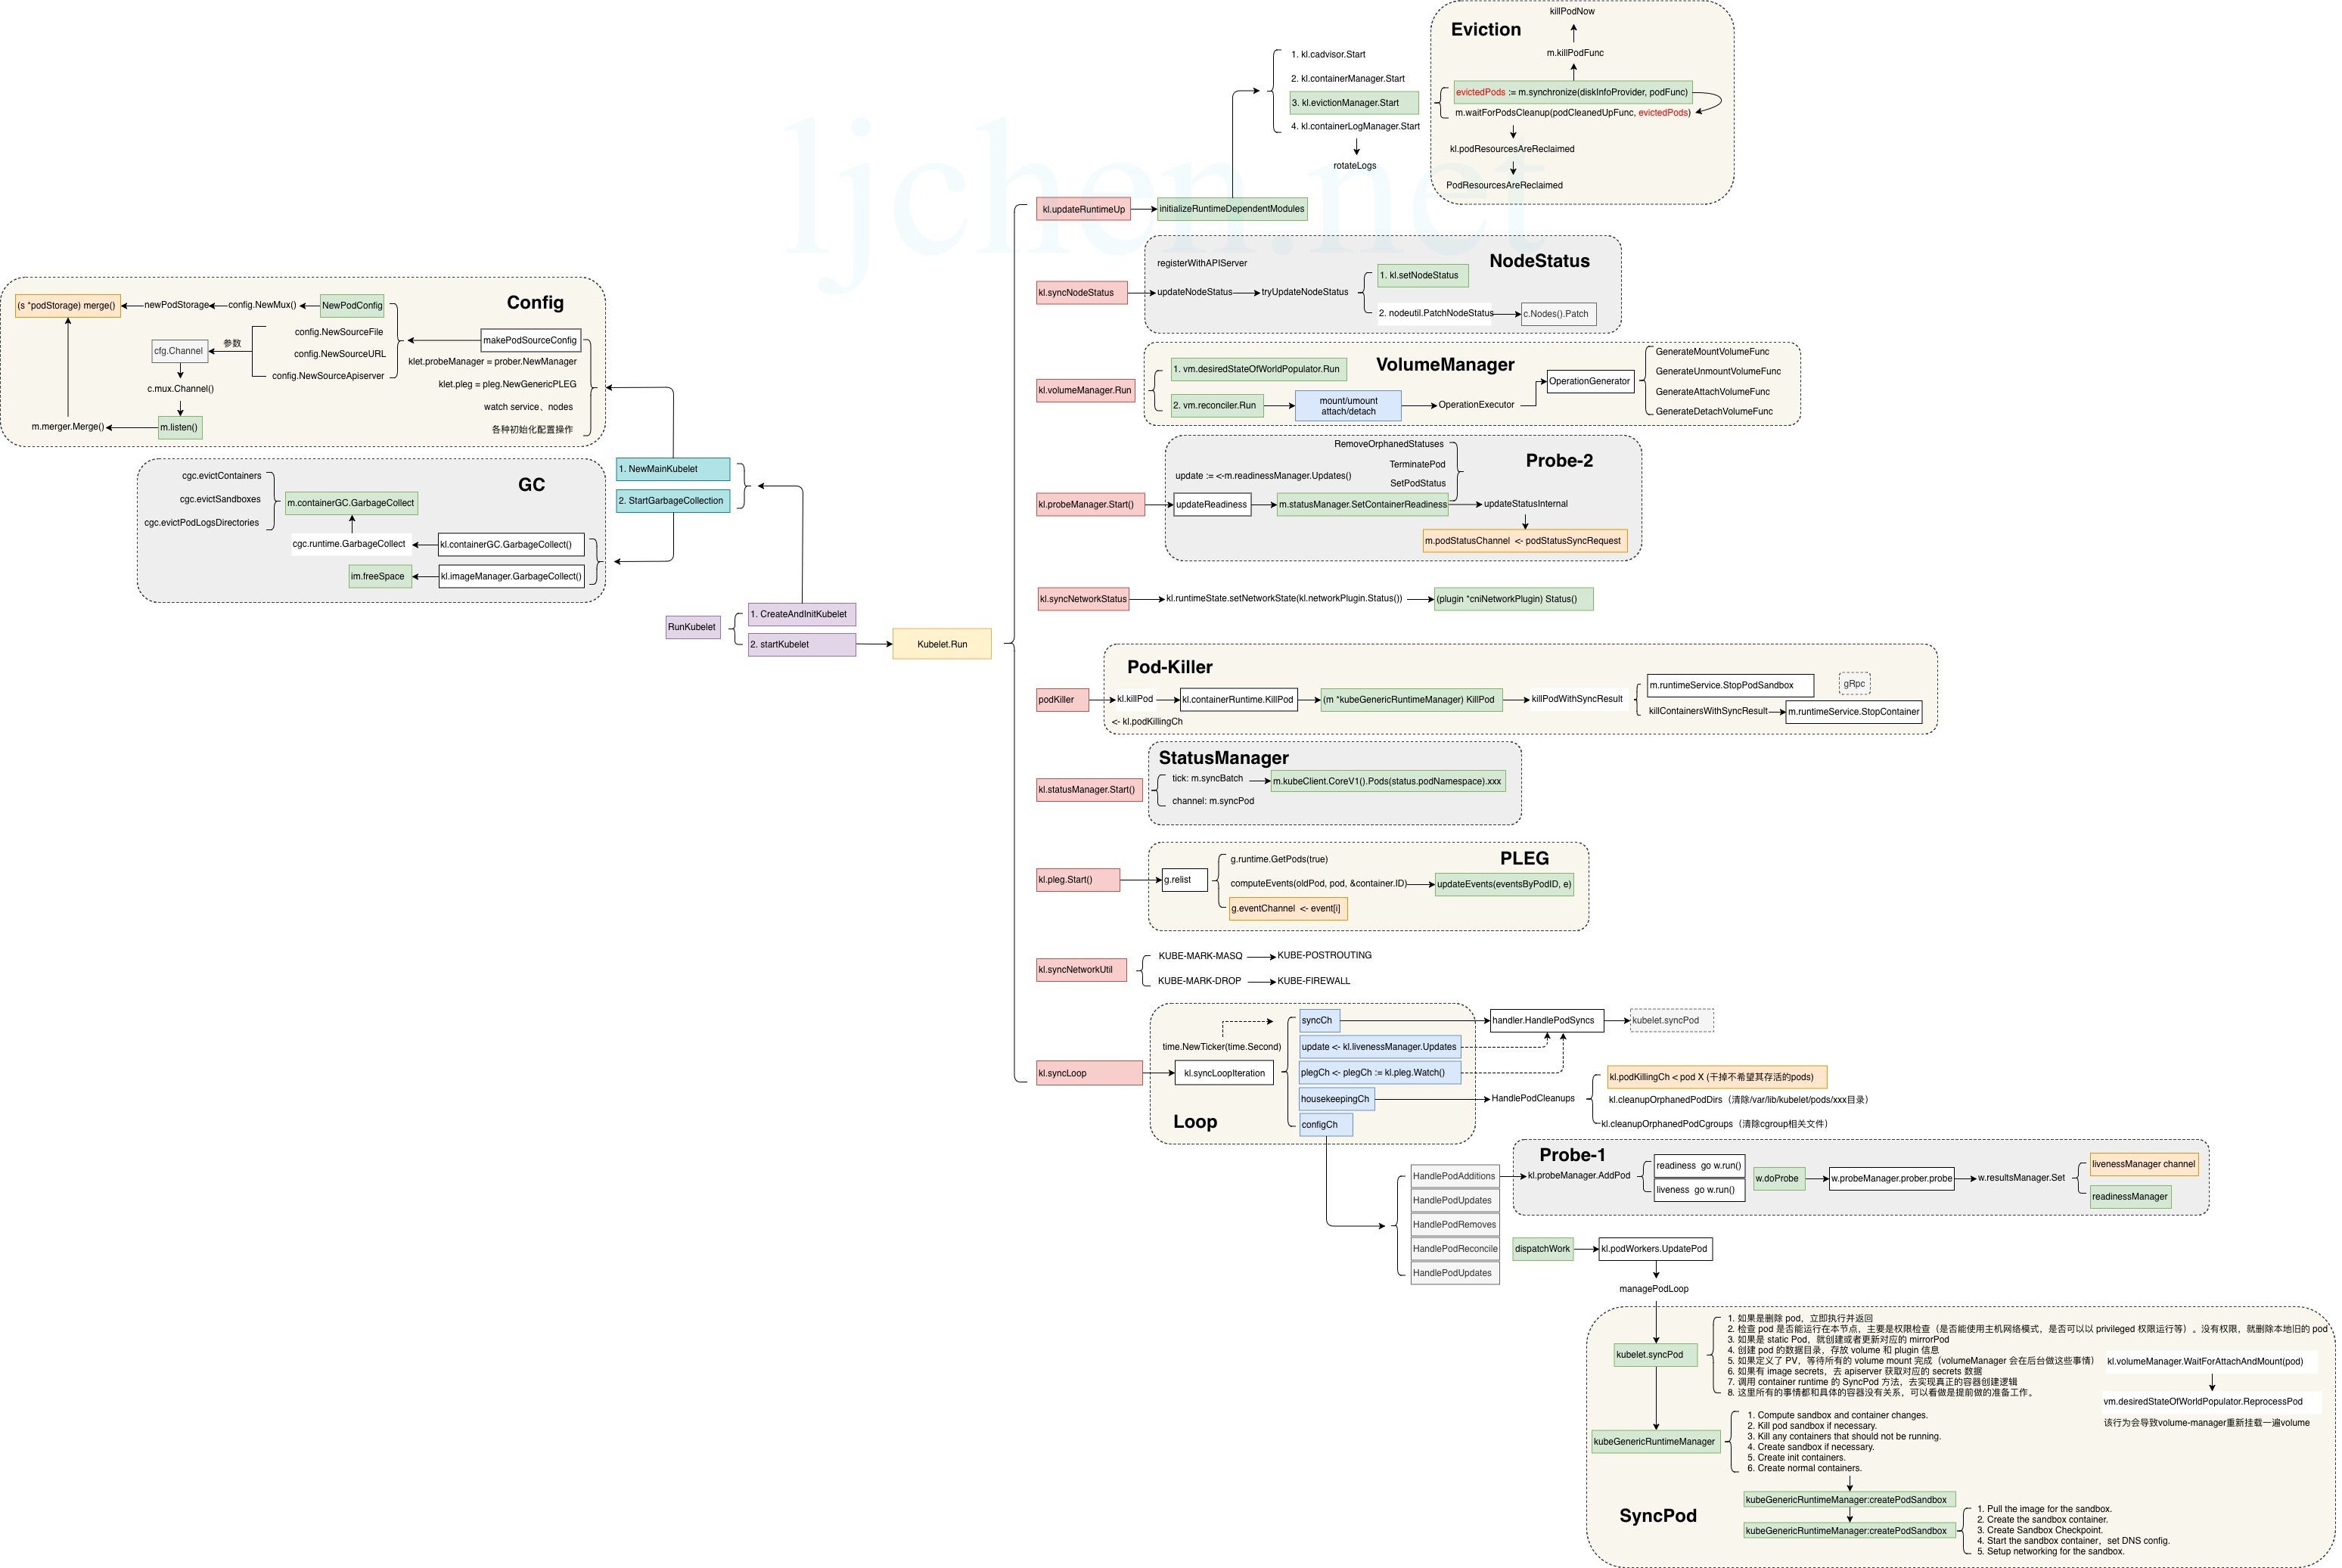 ljchen.net
Eviction
killPodNow
m.killPodFunc
evictedPods := m.synchronize(diskInfoProvider, podFunc)
m.waitForPodsCleanup(podCleanedUpFunc, evictedPods)
kl.podResourcesAreReclaimed
PodResourcesAreReclaimed
1. kl.cadvisor.Start
2. kl.containerManager.Start
3. kl.evictionManager.Start
4. kl.containerLogManager.Start
rotateLogs
kl.updateRuntimeUp
initializeRuntimeDependentModules
NodeStatus
registerWithAPIServer
kl.syncNodeStatus
updateNodeStatus
tryUpdateNodeStatus
1. kl.setNodeStatus
2. nodeutil.PatchNodeStatus
c.Nodes().Patch
Config
(s *podStorage) merge()
newPodStorage
config.NewMux()
NewPodConfig
config.NewSourceFile
config.NewSourceURL
config.NewSourceApiserver
参数
cfg.Channel
c.mux.Channel()
m.listen()
m.merger.Merge()
makePodSourceConfig
klet.probeManager = prober.NewManager
klet.pleg = pleg.NewGenericPLEG
watch service、nodes
各种初始化配置操作
VolumeManager
kl.volumeManager.Run
1. vm.desiredStateOfWorldPopulator.Run
2. vm.reconciler.Run
mount/umount
attach/detach
OperationExecutor
OperationGenerator
GenerateMountVolumeFunc
GenerateUnmountVolumeFunc
GenerateAttachVolumeFunc
GenerateDetachVolumeFunc
GC
cgc.evictContainers
cgc.evictSandboxes
cgc.evictPodLogsDirectories
m.containerGC.GarbageCollect
cgc.runtime.GarbageCollect
kl.containerGC.GarbageCollect()
im.freeSpace
kl.imageManager.GarbageCollect()
1. NewMainKubelet
2. StartGarbageCollection
Probe-2
RemoveOrphanedStatuses
TerminatePod
SetPodStatus
update := <-m.readinessManager.Updates()
kl.probeManager.Start()
updateReadiness
m.statusManager.SetContainerReadiness
updateStatusInternal
m.podStatusChannel <- podStatusSyncRequest
RunKubelet
1. CreateAndInitKubelet
2. startKubelet
Kubelet.Run
kl.syncNetworkStatus
kl.runtimeState.setNetworkState(kl.networkPlugin.Status())
(plugin *cniNetworkPlugin) Status()
Pod-Killer
podKiller
kl.killPod
<- kl.podKillingCh
kl.containerRuntime.KillPod
(m *kubeGenericRuntimeManager) KillPod
killPodWithSyncResult
m.runtimeService.StopPodSandbox
gRpc
killContainersWithSyncResult
m.runtimeService.StopContainer
StatusManager
kl.statusManager.Start()
tick: m.syncBatch
m.kubeClient.CoreV1().Pods(status.podNamespace).xxx
channel: m.syncPod
PLEG
kl.pleg.Start()
g.relist
g.runtime.GetPods(true)
computeEvents(oldPod, pod, &container.ID)
updateEvents(eventsByPodID, e)
g.eventChannel <- event[i]
kl.syncNetworkUtil
KUBE-MARK-MASQ
KUBE-POSTROUTING
KUBE-MARK-DROP
KUBE-FIREWALL
Loop
kl.syncLoop
time.NewTicker(time.Second)
kl.syncLoopIteration
syncCh
update <- kl.livenessManager.Updates
plegCh <- plegCh := kl.pleg.Watch()
housekeepingCh
configCh
handler.HandlePodSyncs
kubelet.syncPod
HandlePodCleanups
kl.podKillingCh < pod X (干掉不希望其存活的pods)
kl.cleanupOrphanedPodDirs（清除/var/lib/kubelet/pods/xxx目录）
kl.cleanupOrphanedPodCgroups（清除cgroup相关文件）
HandlePodAdditions
HandlePodUpdates
HandlePodRemoves
HandlePodReconcile
HandlePodUpdates
Probe-1
kl.probeManager.AddPod
readiness go w.run()
liveness go w.run()
w.doProbe
w.probeManager.prober.probe
w.resultsManager.Set
livenessManager channel
readinessManager
dispatchWork
kl.podWorkers.UpdatePod
managePodLoop
SyncPod
kubelet.syncPod
1. 如果是删除 pod，立即执行并返回
2. 检查 pod 是否能运行在本节点，主要是权限检查（是否能使用主机网络模式，是否可以以 privileged 权限运行等）。没有权限，就删除本地旧的 pod
3. 如果是 static Pod，就创建或者更新对应的 mirrorPod
4. 创建 pod 的数据目录，存放 volume 和 plugin 信息
5. 如果定义了 PV，等待所有的 volume mount 完成（volumeManager 会在后台做这些事情）
6. 如果有 image secrets，去 apiserver 获取对应的 secrets 数据
7. 调用 container runtime 的 SyncPod 方法，去实现真正的容器创建逻辑
8. 这里所有的事情都和具体的容器没有关系，可以看做是提前做的准备工作。
kl.volumeManager.WaitForAttachAndMount(pod)
vm.desiredStateOfWorldPopulator.ReprocessPod
该行为会导致volume-manager重新挂载一遍volume
kubeGenericRuntimeManager
1. Compute sandbox and container changes.
2. Kill pod sandbox if necessary.
3. Kill any containers that should not be running.
4. Create sandbox if necessary.
5. Create init containers.
6. Create normal containers.
kubeGenericRuntimeManager:createPodSandbox
kubeGenericRuntimeManager:createPodSandbox
1. Pull the image for the sandbox.
2. Create the sandbox container.
3. Create Sandbox Checkpoint.
4. Start the sandbox container，set DNS config.
5. Setup networking for the sandbox.